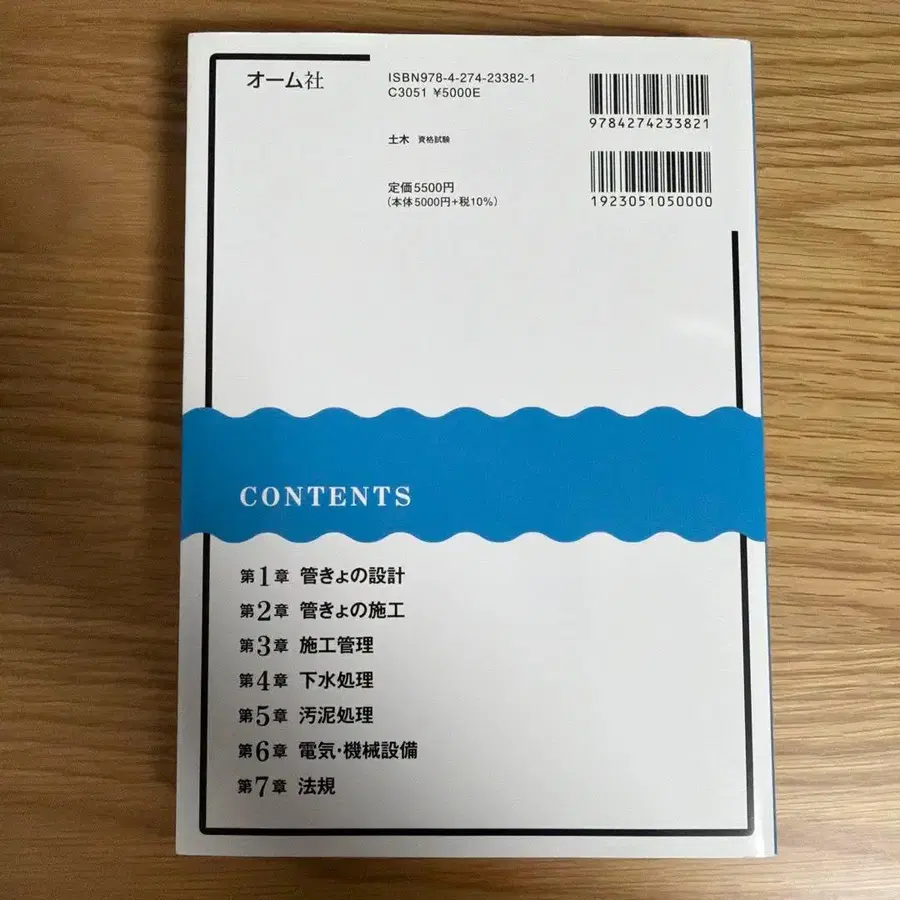 オーム社
ISBN978-4-274-23382-1
C3051 ¥5000E
土木 資格試験
定価5500円
(本体5000円+税10%)
9784274233821
1923051050000
CONTENTS
第1章 管きょの設計
第2章 管きょの施工
第3章 施工管理
第4章 下水処理
第5章 汚泥処理
第6章 電気・機械設備
第7章 法規